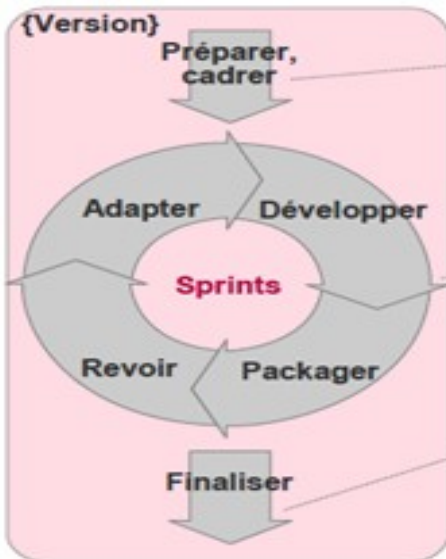 {Version}
Préparer,
cadrer
Adapter
Développer
Sprints
Revoir
Packager
Finaliser